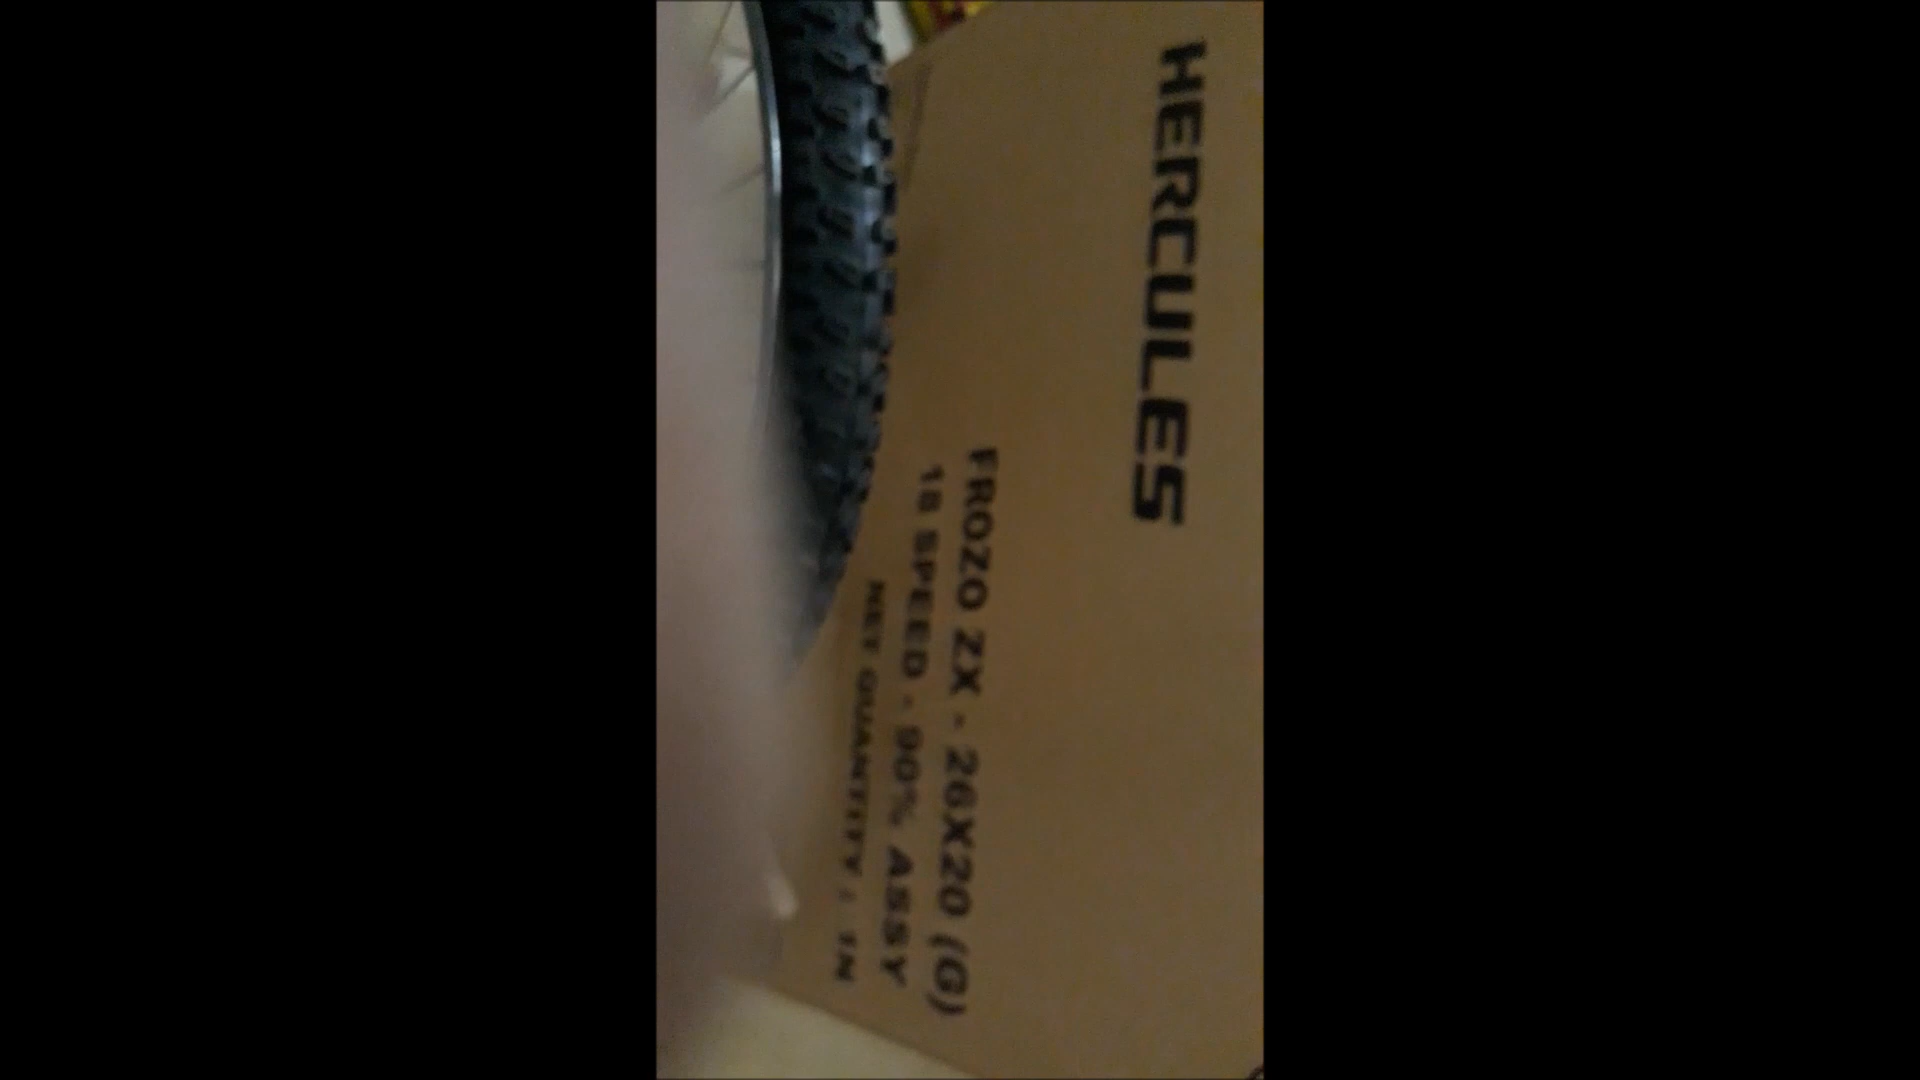 HERCULES
FROZO ZX - 26X20 (G)
18 SPEED - 90% ASSY
NET QUANTITY : 1N